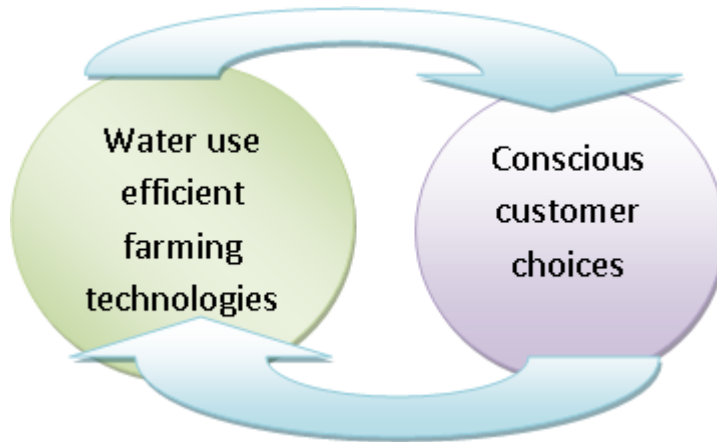 Water use
efficient
farming
technologies
Conscious
customer
choices